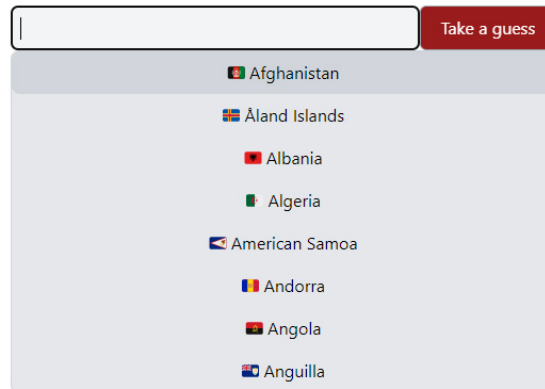 Take a guess
Afghanistan
Åland Islands
Albania
Algeria
American Samoa
Andorra
Angola
Anguilla